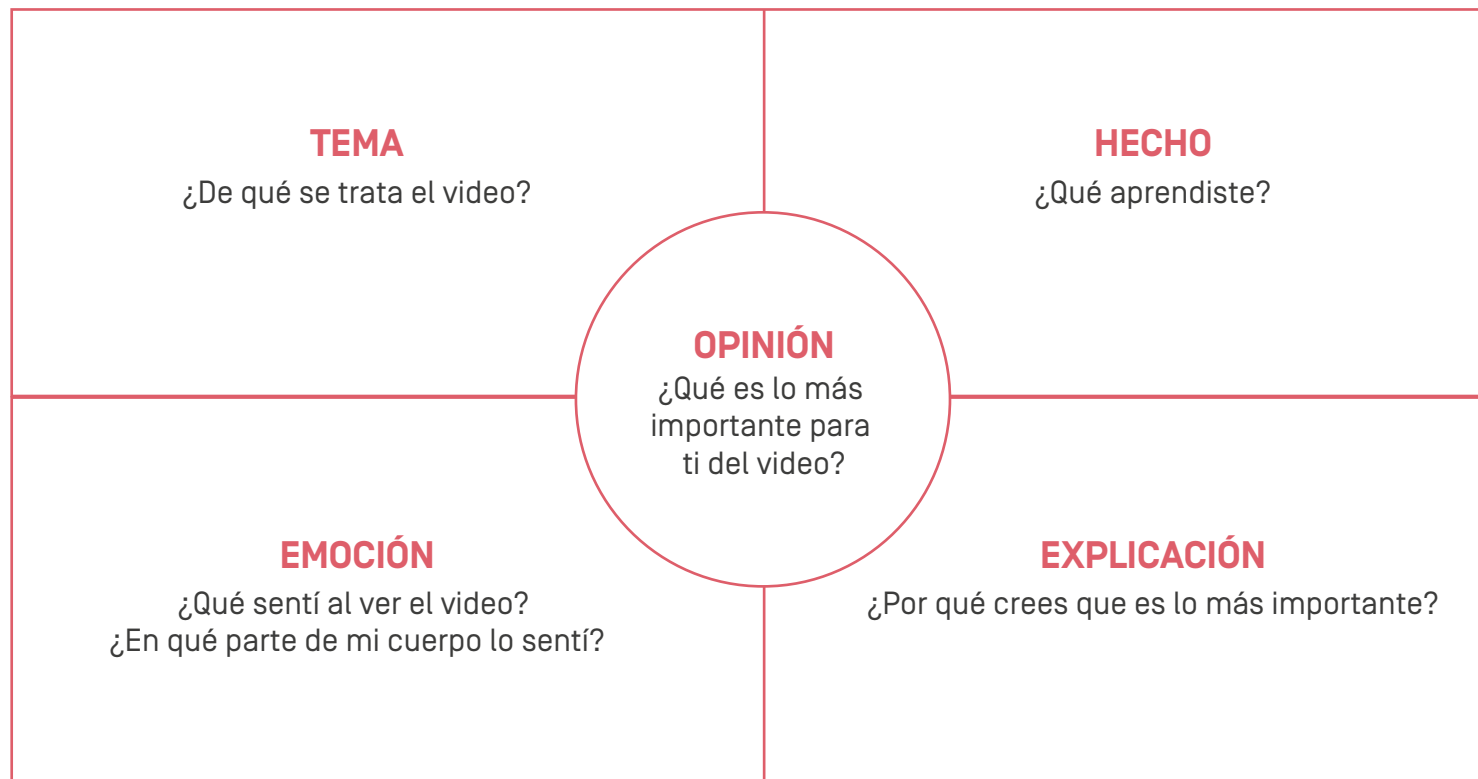 TEMA
¿De qué se trata el video?
HECHO
¿Qué aprendiste?
OPINIÓN
¿Qué es lo más
importante para
ti del video?
EMOCIÓN
¿Qué sentí al ver el video?
¿En qué parte de mi cuerpo lo sentí?
EXPLICACIÓN
¿Por qué crees que es lo más importante?